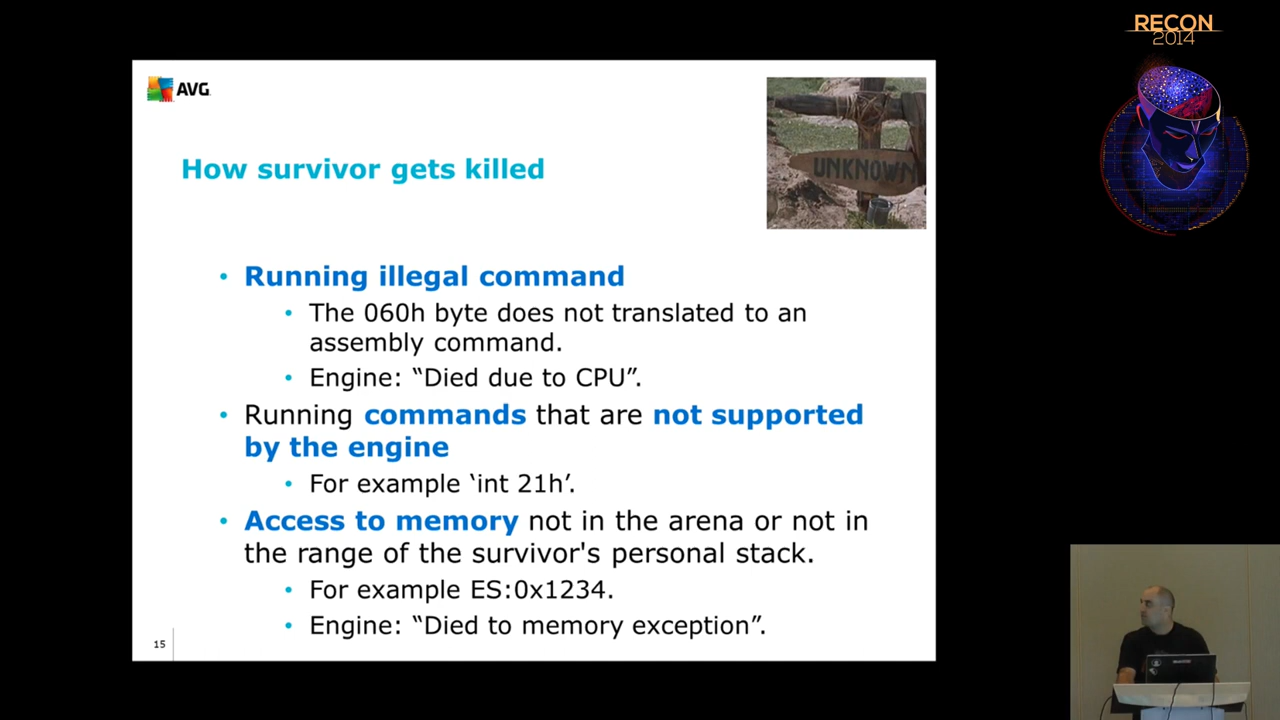 RECON
2014
AVG
UNKNOWN
How survivor gets killed
• Running illegal command
• The 060h byte does not translated to an
assembly command.
• Engine: “Died due to CPU”.
• Running commands that are not supported
by the engine
• For example ‘int 21h’.
• Access to memory not in the arena or not in
the range of the survivor's personal stack.
• For example ES:0x1234.
• Engine: “Died to memory exception”.
15